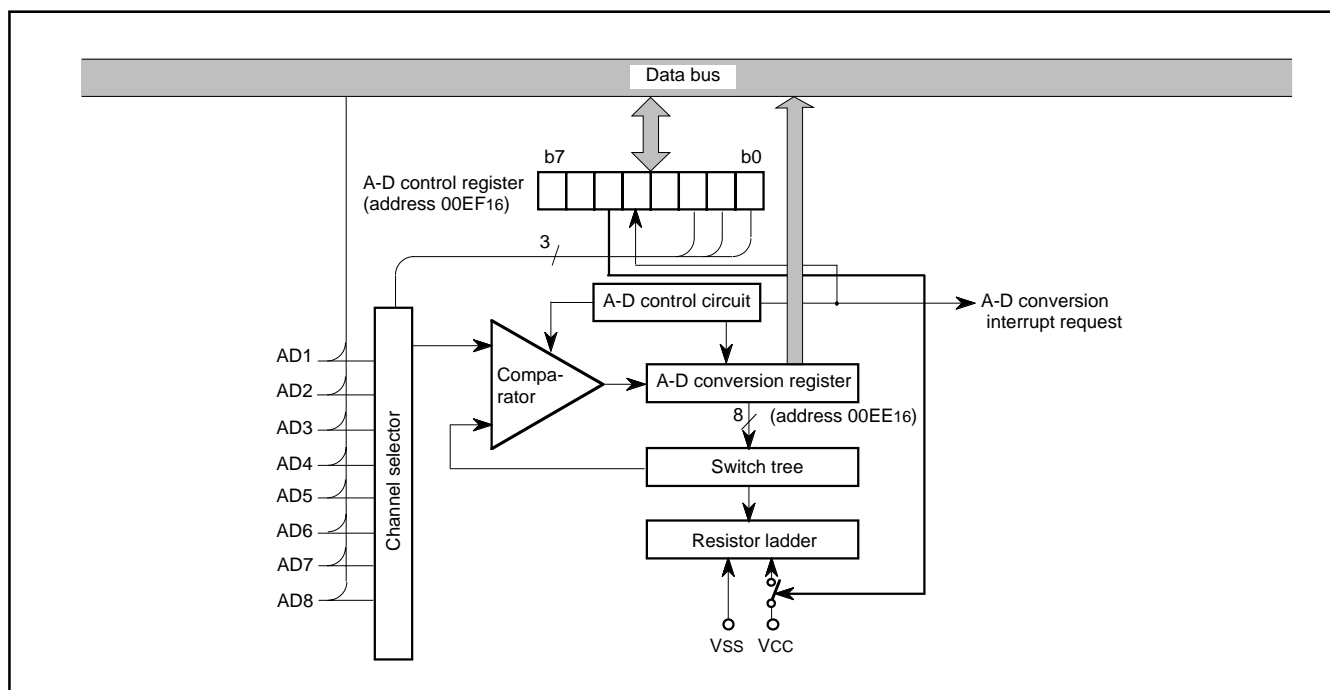 Data bus
b7
b0
A-D control register
(address 00EF16)
3
A-D control circuit
A-D conversion
interrupt request
Compa-
rator
A-D conversion register
8
(address 00EE16)
Switch tree
Resistor ladder
Channel selector
AD1
AD2
AD3
AD4
AD5
AD6
AD7
AD8
VSS
VCC